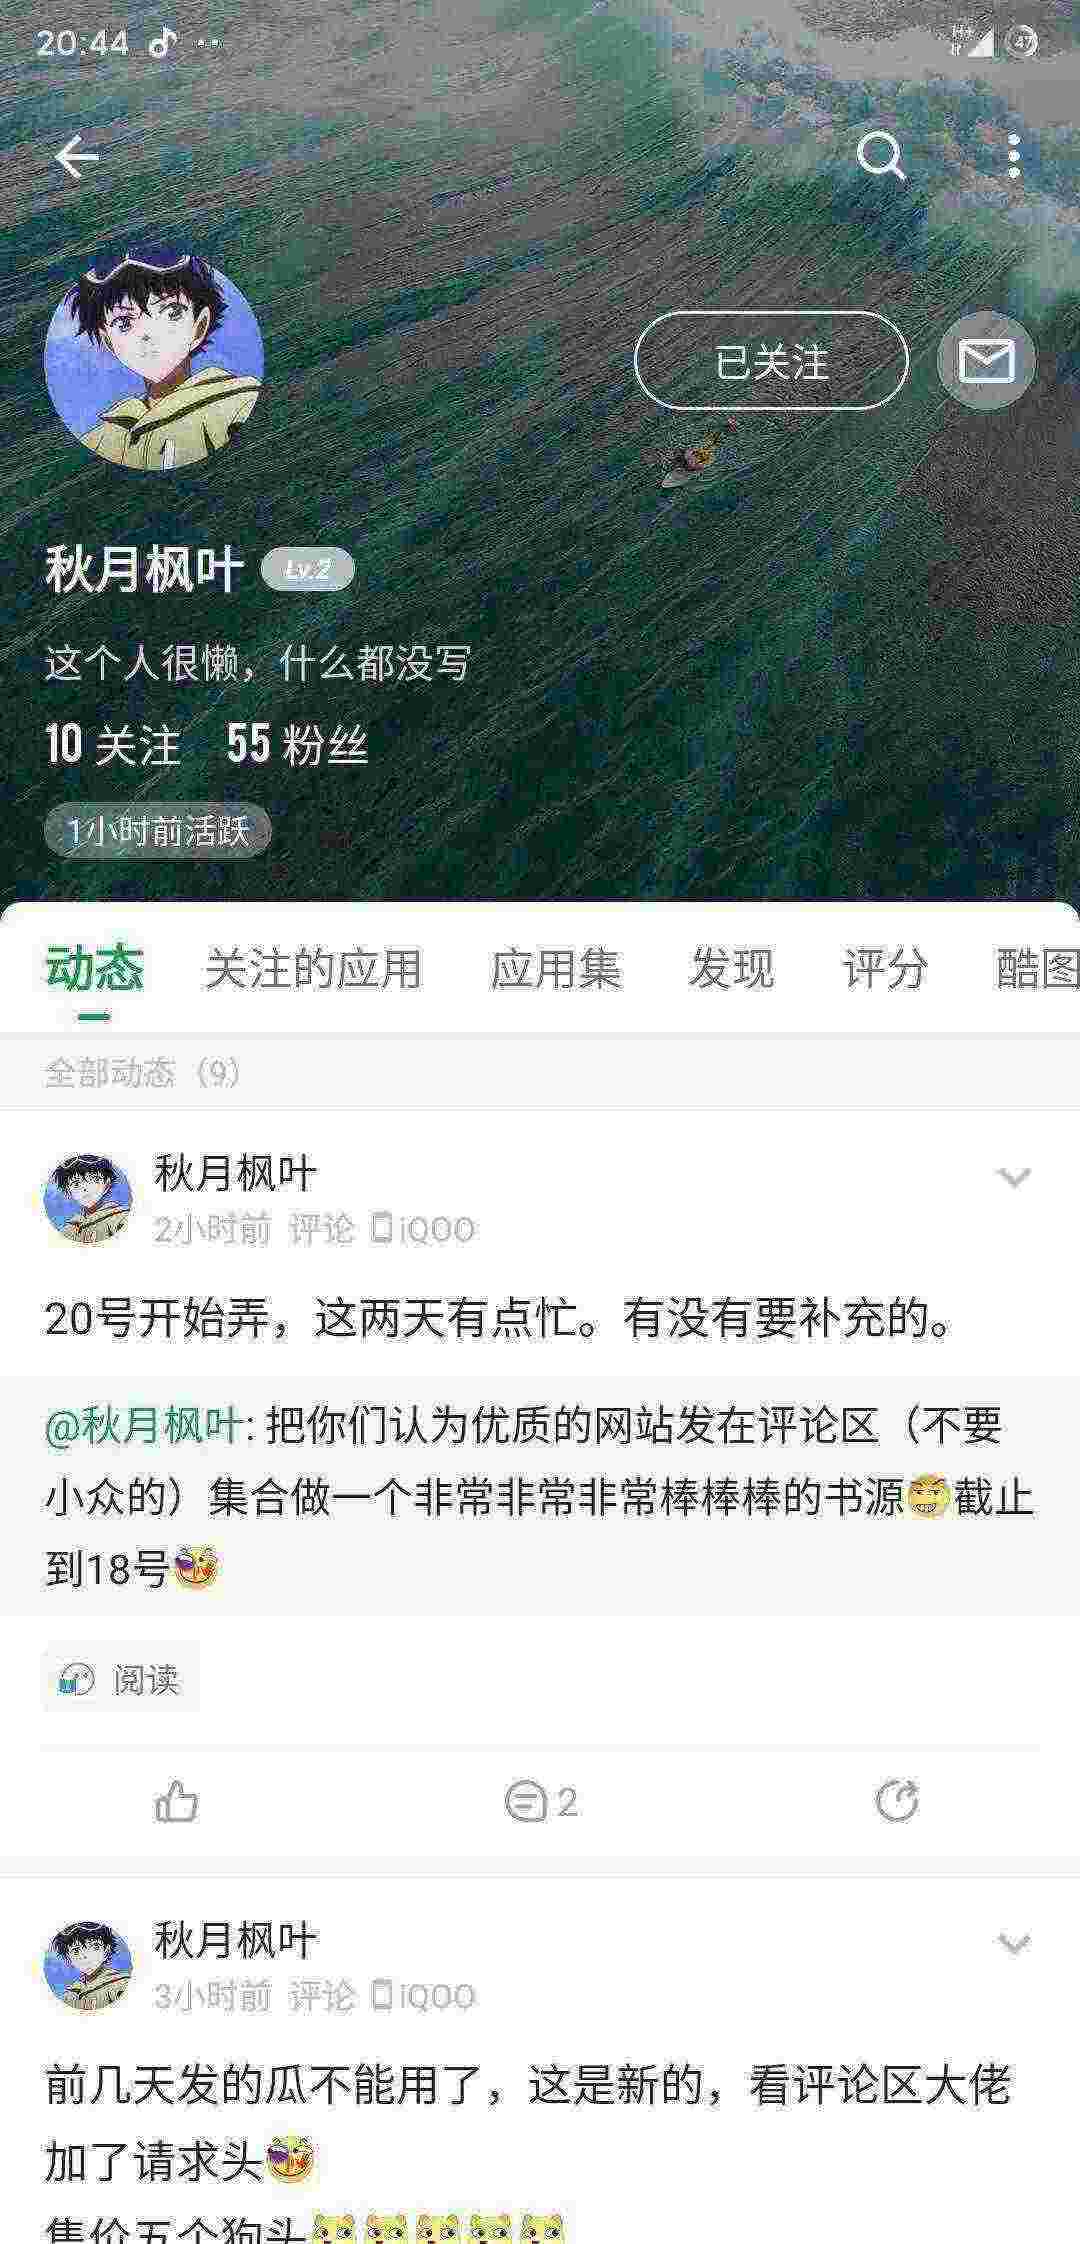 20:44
47
已关注
秋月枫叶 Lv.2
这个人很懒，什么都没写
10 关注 55 粉丝
1小时前活跃
动态 关注的应用 应用集 发现 评分 酷图
全部动态（9）
秋月枫叶
2小时前 评论 iQOO
20号开始弄，这两天有点忙。有没有要补充的。
@秋月枫叶: 把你们认为优质的网站发在评论区（不要
小众的）集合做一个非常非常非常棒棒棒的书源😁截止
到18号
阅读
2
秋月枫叶
3小时前 评论 iQOO
前几天发的瓜不能用了，这是新的，看评论区大佬
加了请求头
售价五个狗头